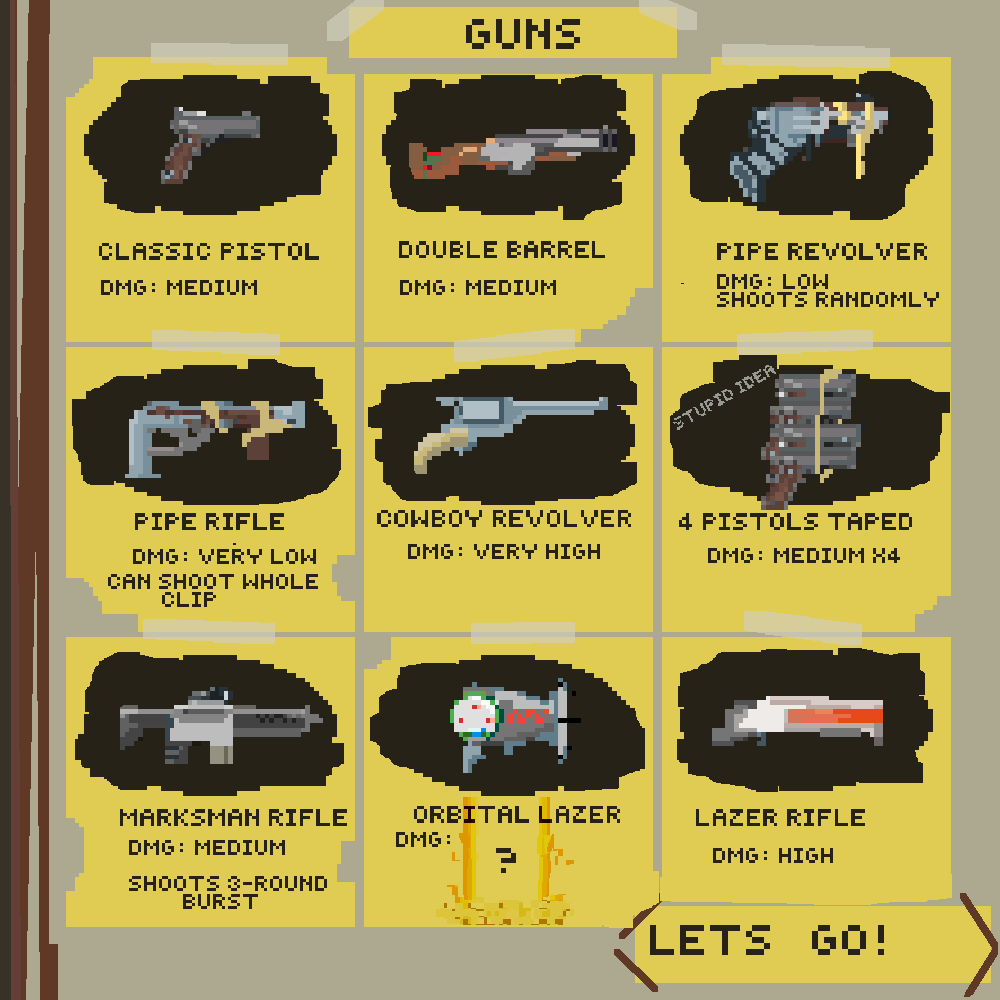 GUNS
CLASSIC PISTOL
DMG: MEDIUM
DOUBLE BARREL
DMG: MEDIUM
PIPE REVOLVER
DMG: LOW
SHOOTS RANDOMLY
PIPE RIFLE
DMG: VERY LOW
CAN SHOOT WHOLE
CLIP
COWBOY REVOLVER
DMG: VERY HIGH
STUPID IDEA
4 PISTOLS TAPED
DMG: MEDIUM X4
MARKSMAN RIFLE
DMG: MEDIUM
SHOOTS 3-ROUND
BURST
ORBITAL LAZER
DMG:
?
LAZER RIFLE
DMG: HIGH
LETS GO!